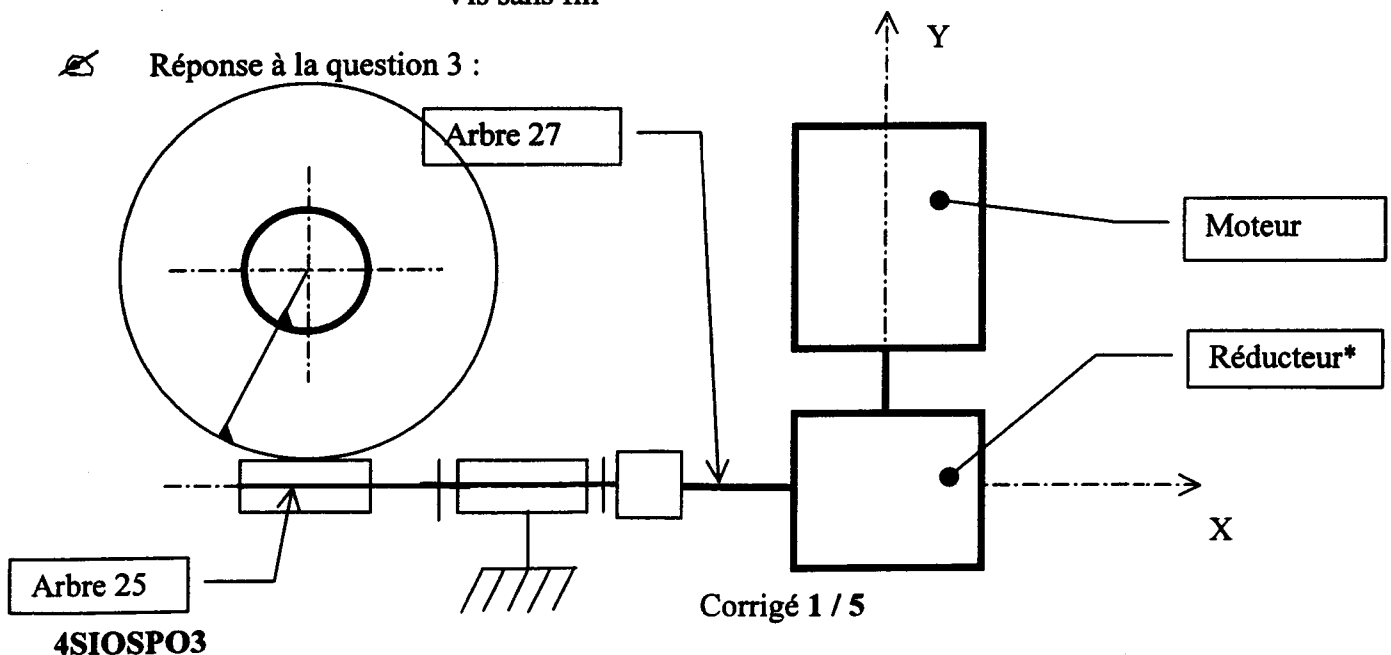 Vis sans fin
Y
Réponse à la question 3 :
Arbre 27
Moteur
Réducteur*
X
Arbre 25
Corrigé 1 / 5
4SIOSPO3